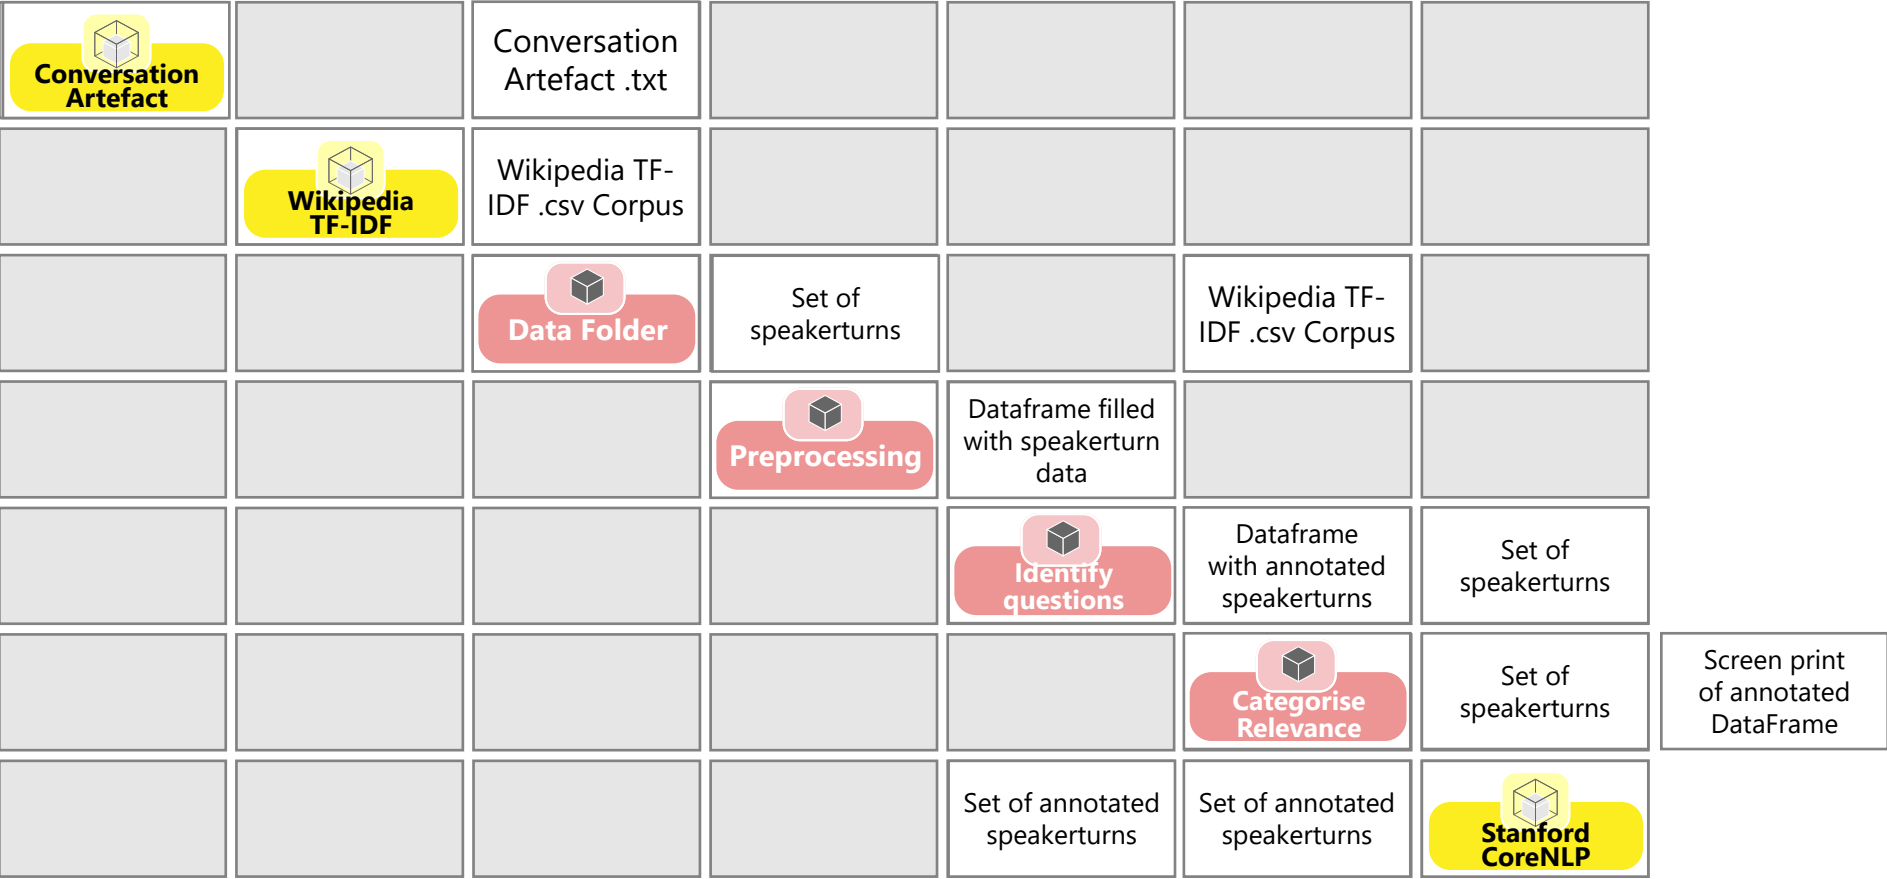 Conversation
Artefact
Conversation
Artefact .txt
Wikipedia
TF-IDF
Wikipedia TF-
IDF .csv Corpus
Data Folder
Set of
speakerturns
Wikipedia TF-
IDF .csv Corpus
Preprocessing
Dataframe filled
with speakerturn
data
Identify
questions
Dataframe
with annotated
speakerturns
Set of
speakerturns
Categorise
Relevance
Set of
speakerturns
Screen print
of annotated
DataFrame
Set of annotated
speakerturns
Set of annotated
speakerturns
Stanford
CoreNLP